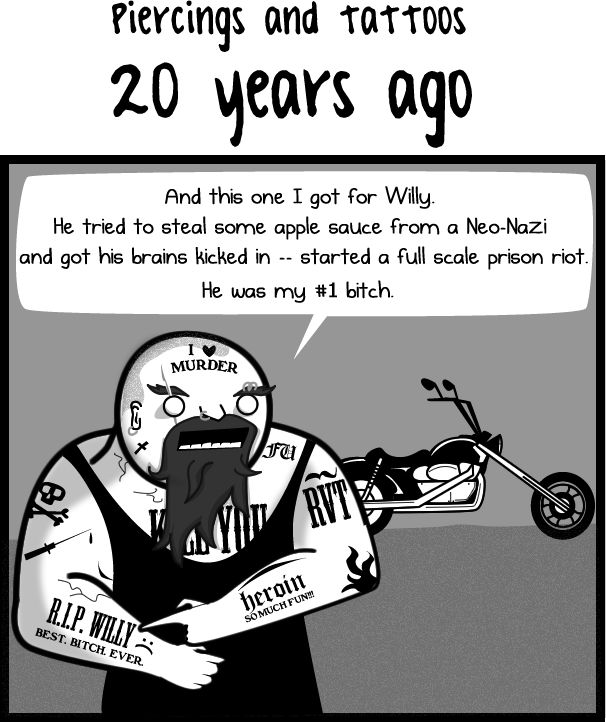 Piercings and tattoos
20 years ago
And this one I got for Willy.
He tried to steal some apple sauce from a Neo-Nazi
and got his brains kicked in -- started a full scale prison riot.
He was my #1 bitch.
I ♥
MURDER
FU
RVT
KILL YOU
heroin
SO MUCH FUN!!!
R.I.P. WILLY
BEST. BITCH. EVER.